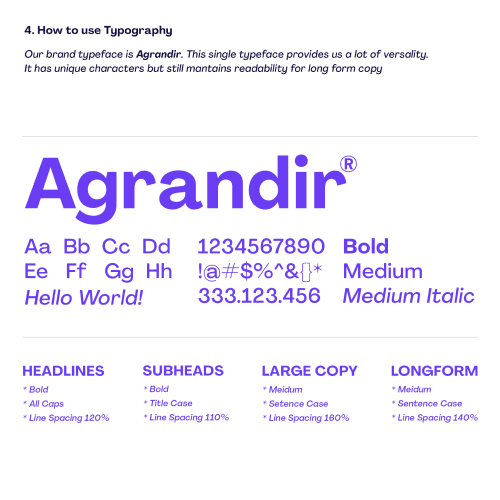 4. How to use Typography
Our brand typeface is Agrandir. This single typeface provides us a lot of versality.
It has unique characters but still mantains readability for long form copy
Agrandir®
Aa Bb Cc Dd
Ee Ff Gg Hh
Hello World!
1234567890
!@#$%^&{}*
333.123.456
Bold
Medium
Medium Italic
HEADLINES
* Bold
* All Caps
* Line Spacing 120%
SUBHEADS
* Bold
* Title Case
* Line Spacing 110%
LARGE COPY
* Meidum
* Setence Case
* Line Spacing 160%
LONGFORM
* Meidum
* Sentence Case
* Line Spacing 140%